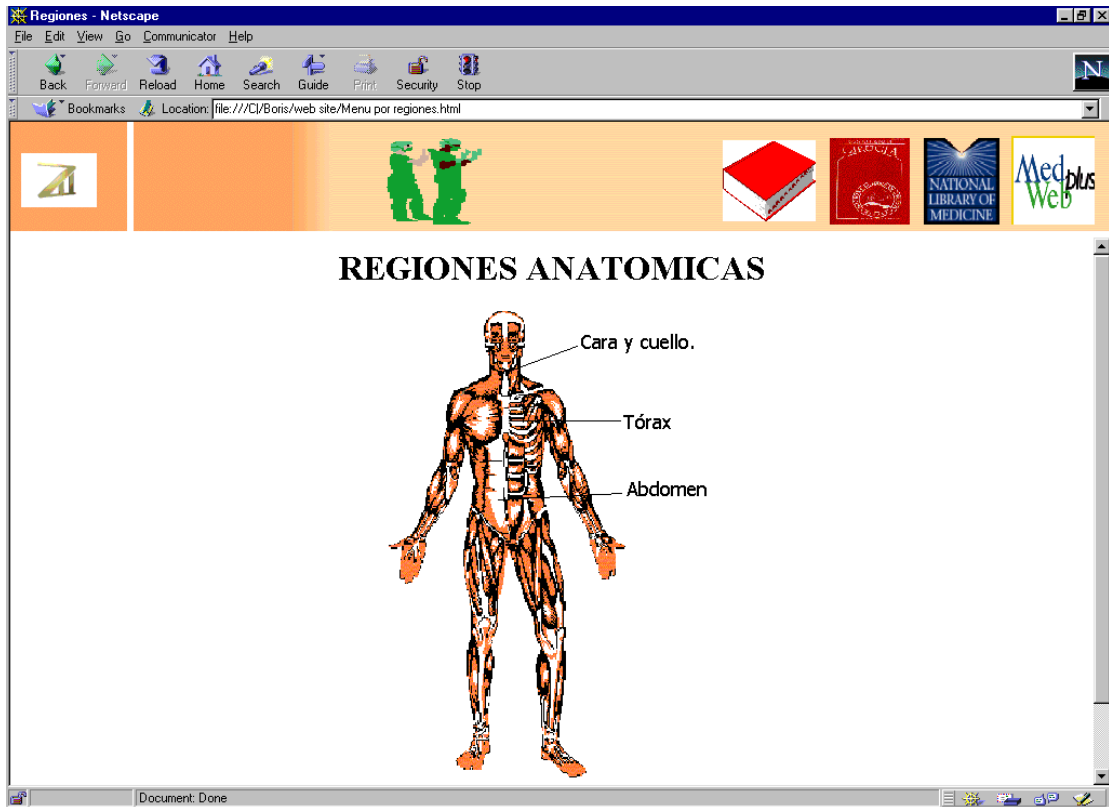 Regiones - Netscape
File Edit View Go Communicator Help
Back Forward Reload Home Search Guide Print Security Stop
N
Bookmarks Location: file:///C|/Boris/web site/Menu por regiones.html
CIRUGIA
NATIONAL
LIBRARY OF
MEDICINE
Med plus
Web
REGIONES ANATOMICAS
Cara y cuello.
Tórax
Abdomen
Document: Done